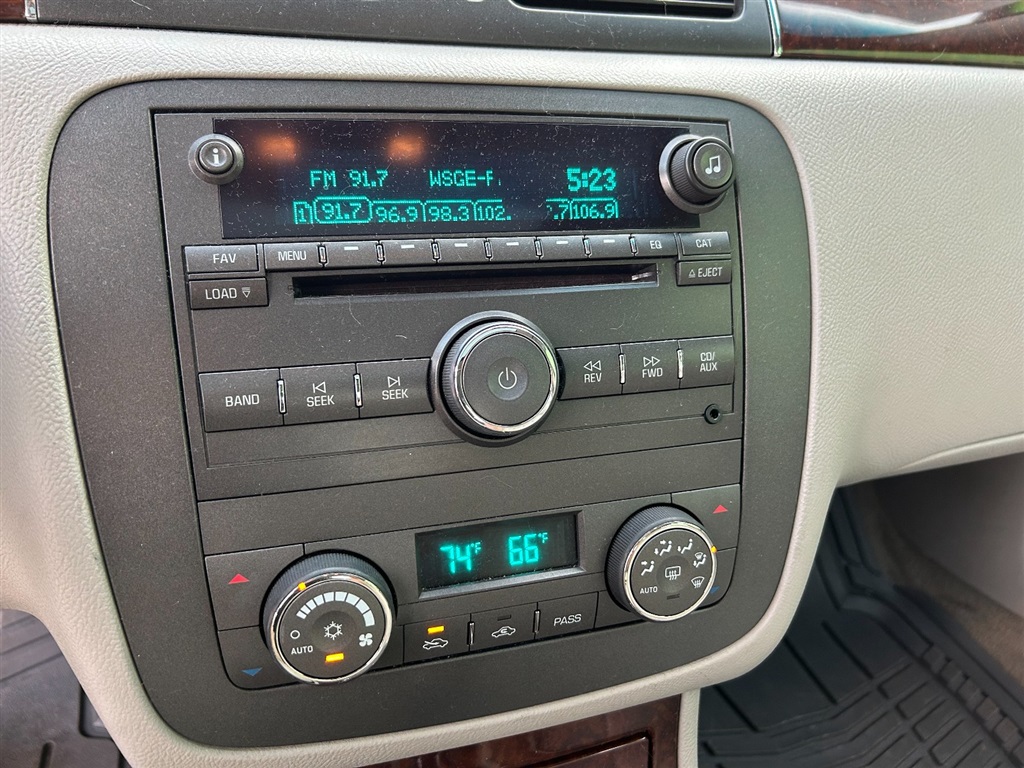 FM 91.7 WSGE-F 5:23
1 91.7 96.9 98.3 102. .7 106.9
FAV MENU EQ CAT
LOAD EJECT
BAND SEEK SEEK REV FWD CD/
AUX
74°F 66°F
AUTO PASS AUTO